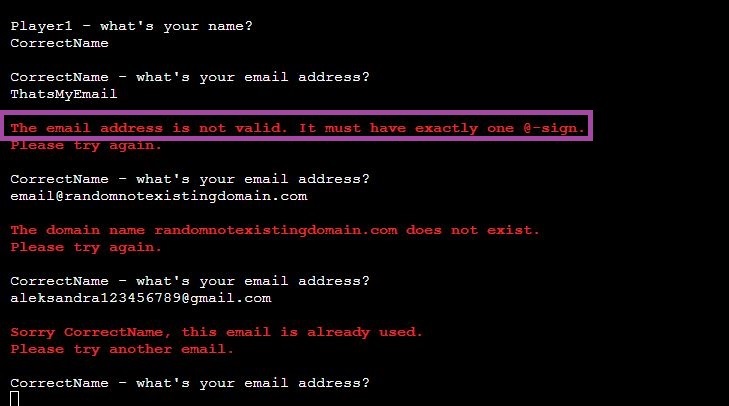 Player1 - what's your name?
CorrectName
CorrectName - what's your email address?
ThatsMyEmail
The email address is not valid. It must have exactly one @-sign.
Please try again.
CorrectName - what's your email address?
email@randomnotexistingdomain.com
The domain name randomnotexistingdomain.com does not exist.
Please try again.
CorrectName - what's your email address?
aleksandra123456789@gmail.com
Sorry CorrectName, this email is already used.
Please try another email.
CorrectName - what's your email address?